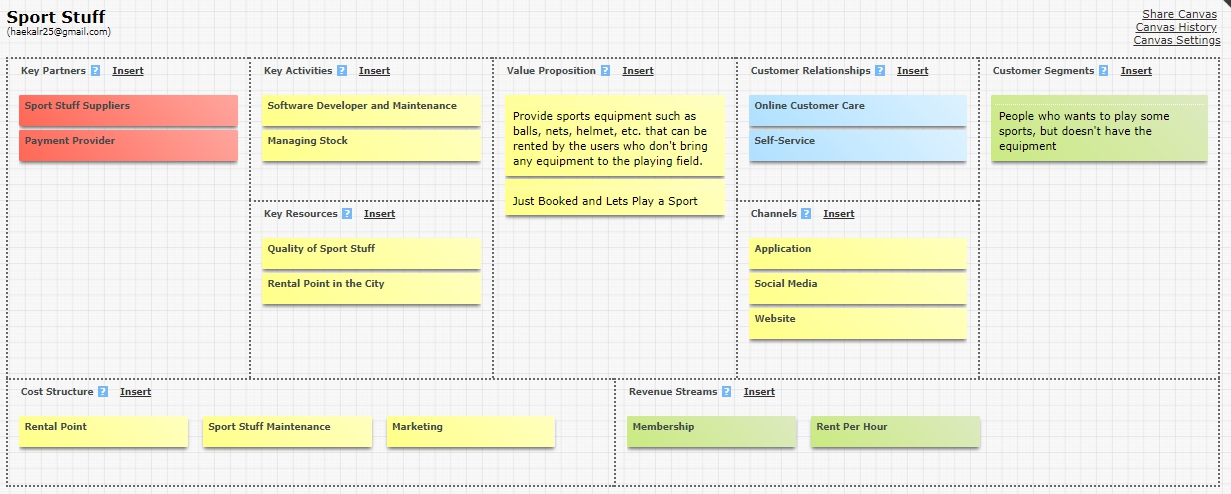 Sport Stuff
(haekalr25@gmail.com)
Share Canvas
Canvas History
Canvas Settings
Key Partners ? Insert
Sport Stuff Suppliers
Payment Provider
Key Activities ? Insert
Software Developer and Maintenance
Managing Stock
Key Resources ? Insert
Quality of Sport Stuff
Rental Point in the City
Value Proposition ? Insert
Provide sports equipment such as
balls, nets, helmet, etc. that can be
rented by the users who don't bring
any equipment to the playing field.
Just Booked and Lets Play a Sport
Customer Relationships ? Insert
Online Customer Care
Self-Service
Channels ? Insert
Application
Social Media
Website
Customer Segments ? Insert
People who wants to play some
sports, but doesn't have the
equipment
Cost Structure ? Insert
Rental Point
Sport Stuff Maintenance
Marketing
Revenue Streams ? Insert
Membership
Rent Per Hour